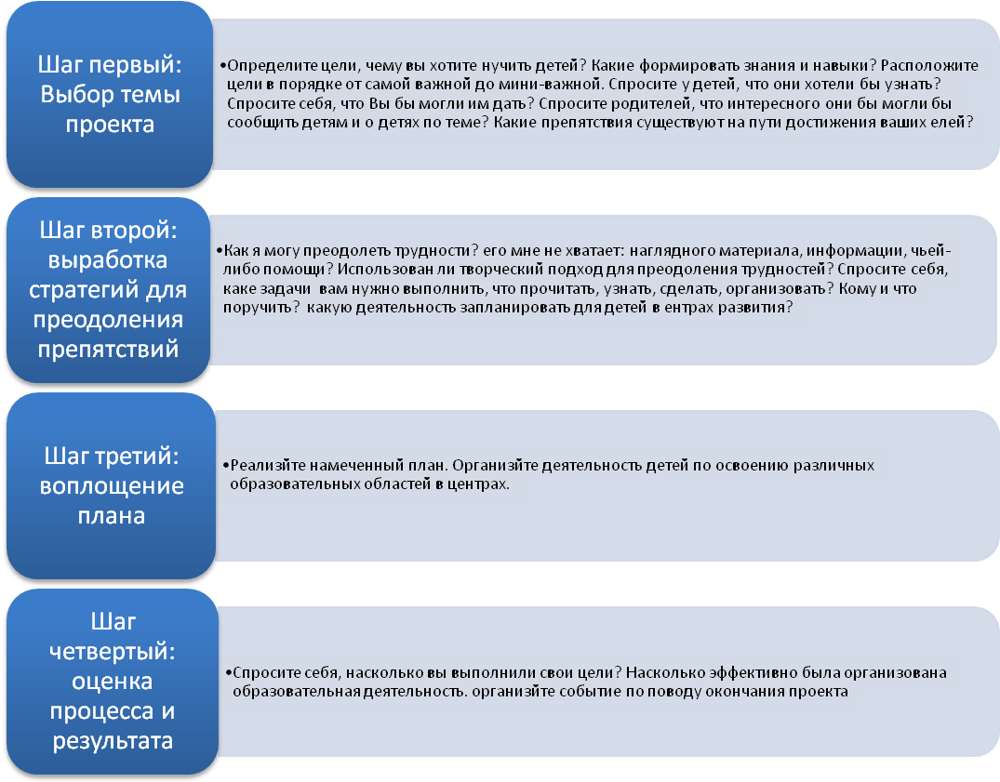 Шаг первый:
Выбор темы
проекта
•Определите цели, чему вы хотите нучить детей? Какие формировать знания и навыки? Расположите
цели в порядке от самой важной до мини-важной. Спросите у детей, что они хотели бы узнать?
Спросите себя, что Вы бы могли им дать? Спросите родителей, что интересного они бы могли бы
сообщить детям и о детях по теме? Какие препятствия существуют на пути достижения ваших елей?
Шаг второй:
выработка
стратегий для
преодоления
препятствий
•Как я могу преодолеть трудности? его мне не хватает: наглядного материала, информации, чьей-
либо помощи? Использован ли творческий подход для преодоления трудностей? Спросите себя,
каке задачи вам нужно выполнить, что прочитать, узнать, сделать, организовать? Кому и что
поручить? какую деятельность запланировать для детей в ентрах развития?
Шаг третий:
воплощение
плана
•Реализйте намеченный план. Организйте деятельность детей по освоению различных
образовательных областей в центрах.
Шаг
четвертый:
оценка
процесса и
результата
•Спросите себя, насколько вы выполнили свои цели? Насколько эффективно была организована
образовательная деятельность. организйте событие по поводу окончания проекта